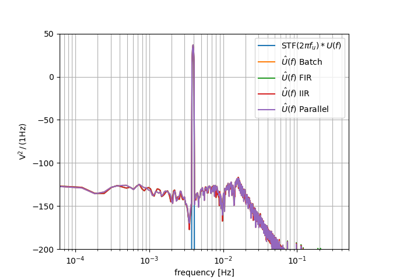 50
0
−50
−100
−150
−200
V² / (1Hz)
10⁻⁴
10⁻³
10⁻²
10⁻¹
frequency [Hz]
STF(2πfᵤ) * U(f)
Û(f) Batch
Û(f) FIR
Û(f) IIR
Û(f) Parallel